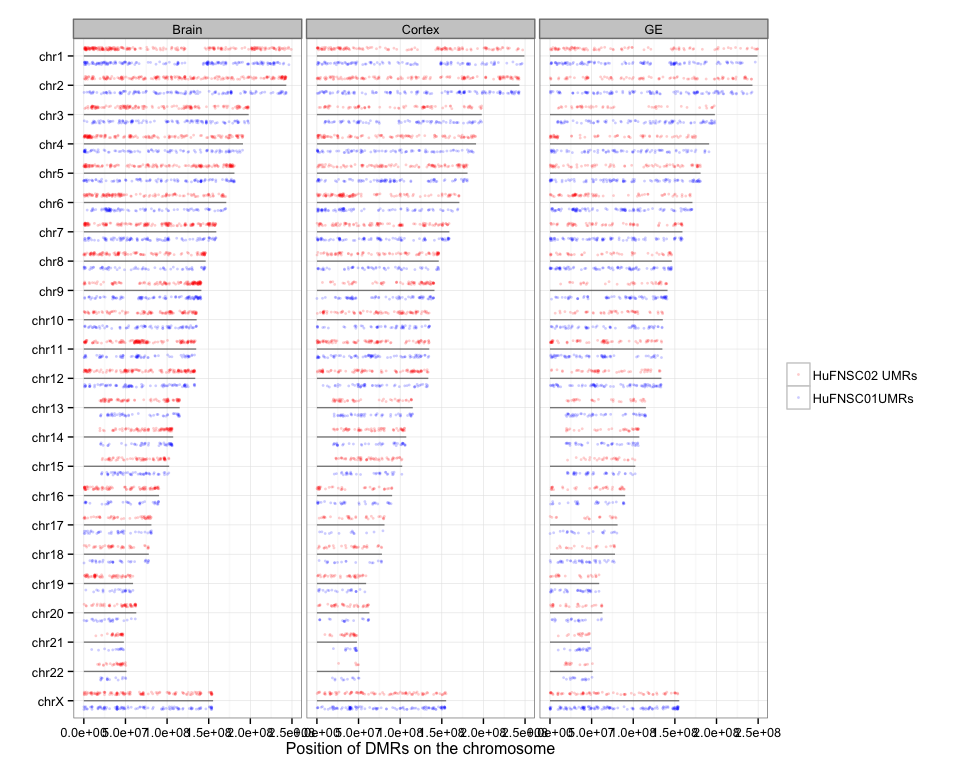 Brain Cortex GE
chr1
chr2
chr3
chr4
chr5
chr6
chr7
chr8
chr9
chr10
chr11
chr12
chr13
chr14
chr15
chr16
chr17
chr18
chr19
chr20
chr21
chr22
chrX
HuFNSC02 UMRs
HuFNSC01UMRs
0.0e+00 5.0e+07 1.0e+08 1.5e+08 2.0e+08 2.5e+08 0.0e+00 5.0e+07 1.0e+08 1.5e+08 2.0e+08 2.5e+08 0.0e+00 5.0e+07 1.0e+08 1.5e+08 2.0e+08 2.5e+08
Position of DMRs on the chromosome